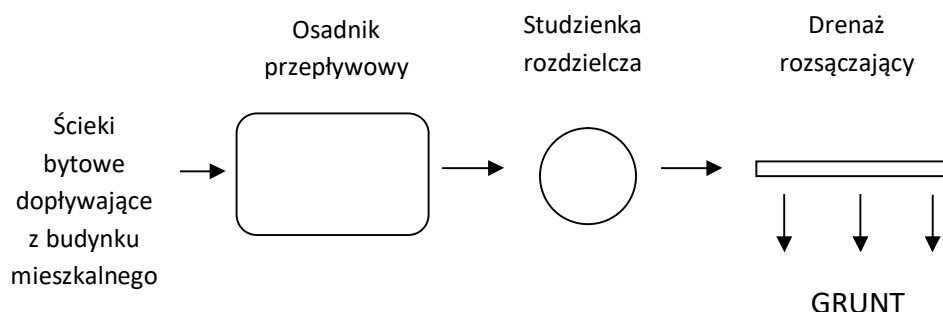 Osadnik
przepływowy
Studzienka
rozdzielcza
Drenaż
rozsączający
Ścieki
bytowe
dopływające
z budynku
mieszkalnego
GRUNT